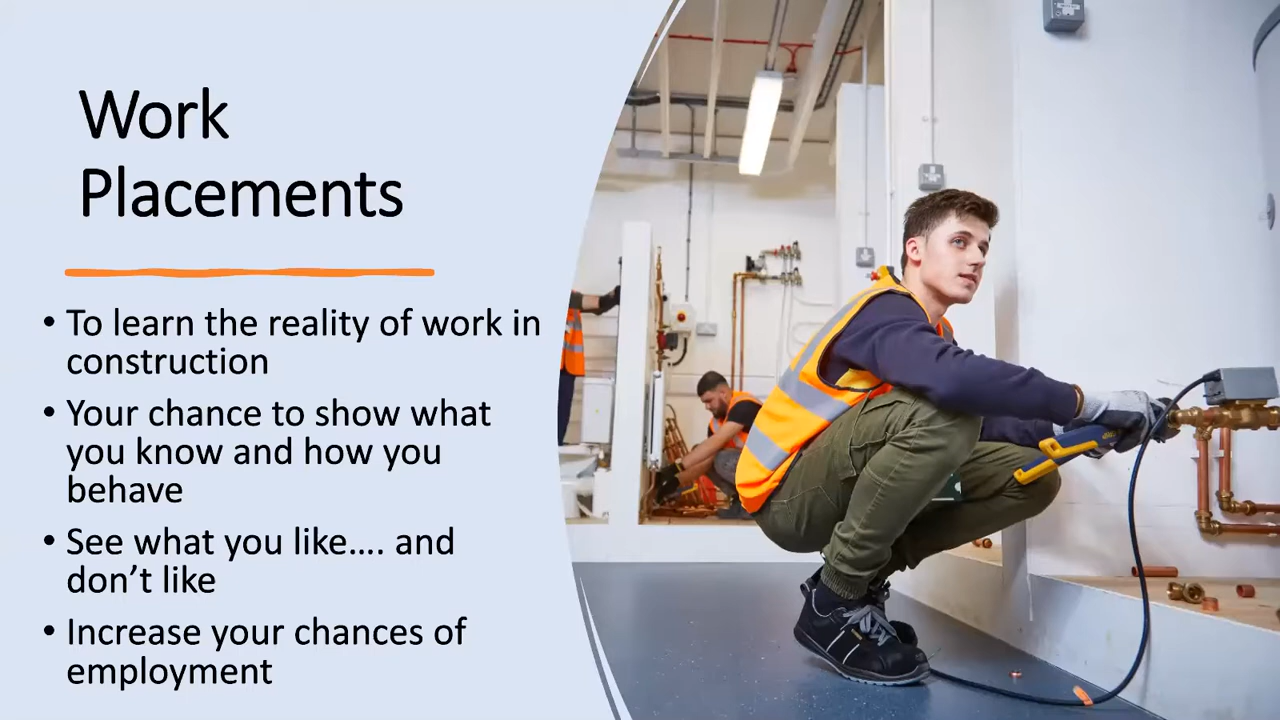 Work
Placements
• To learn the reality of work in
construction
• Your chance to show what
you know and how you
behave
• See what you like.... and
don’t like
• Increase your chances of
employment